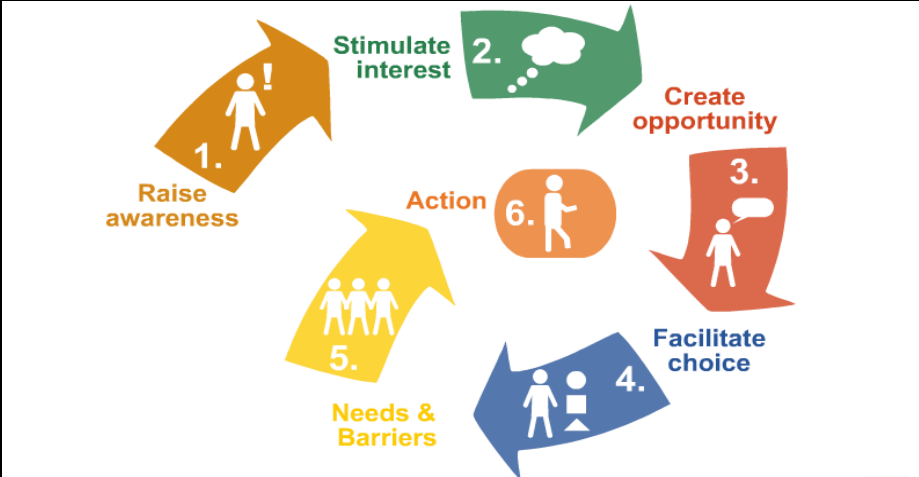 1.
!
Raise
awareness
Stimulate
interest
2.
Create
opportunity
3.
Facilitate
choice
4.
Needs &
Barriers
5.
Action
6.